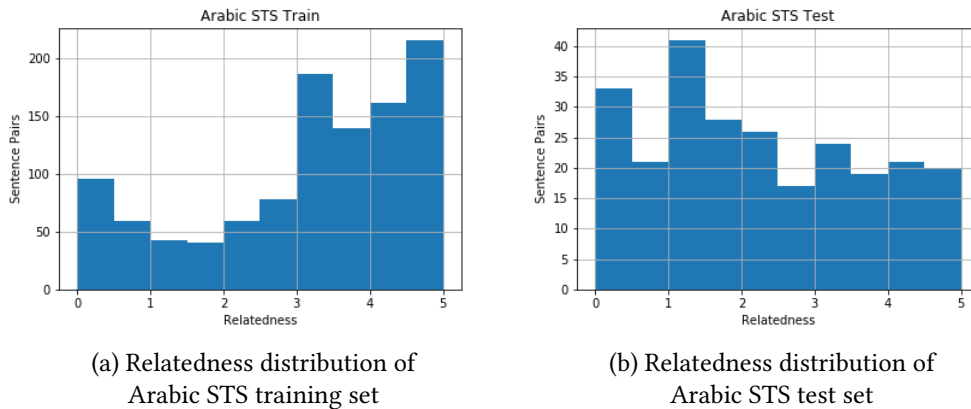 Arabic STS Train
200
150
100
50
0
Sentence Pairs
0 1 2 3 4 5
Relatedness
(a) Relatedness distribution of
Arabic STS training set
Arabic STS Test
40
35
30
25
20
15
10
5
0
Sentence Pairs
0 1 2 3 4 5
Relatedness
(b) Relatedness distribution of
Arabic STS test set